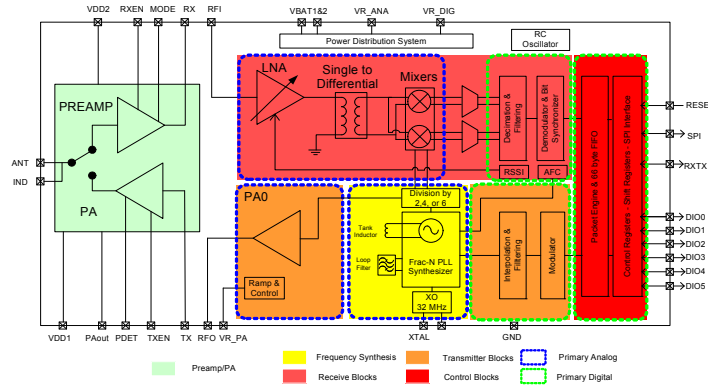 VDD2 RXEN MODE RX RFI VBAT1&2 VR_ANA VR_DIG
Power Distribution System
RC
Oscillator
LNA
Single to
Differential
Mixers
PREAMP
PA
ANT
IND
Decimation &
Filtering
Demodulator & Bit
Synchronizer
RSSI
AFC
Packet Engine & 66 byte FIFO
Control Registers - Shift Registers - SPI Interface
RESE
SPI
RXTX
DIO0
DIO1
DIO2
DIO3
DIO4
DIO5
PA0
Ramp &
Control
Division by
2,4, or 6
Tank
Inductor
Loop
Filter
Frac-N PLL
Synthesizer
XO
32 MHz
Interpolation &
Filtering
Modulator
VDD1 PAout PDET TXEN TX RFO VR_PA XTAL GND
Preamp/PA
Frequency Synthesis
Receive Blocks
Transmitter Blocks
Control Blocks
Primary Analog
Primary Digital